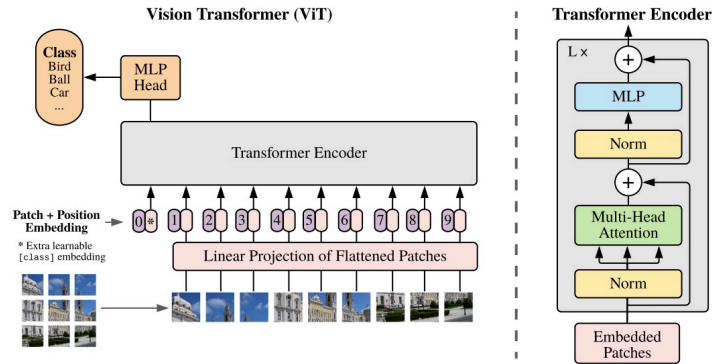 Vision Transformer (ViT)
Class
Bird
Ball
Car
...
MLP
Head
Transformer Encoder
Patch + Position
Embedding
0 * 1 2 3 4 5 6 7 8 9
* Extra learnable
[class] embedding
Linear Projection of Flattened Patches
Transformer Encoder
L ×
+
MLP
Norm
+
Multi-Head
Attention
Norm
Embedded
Patches